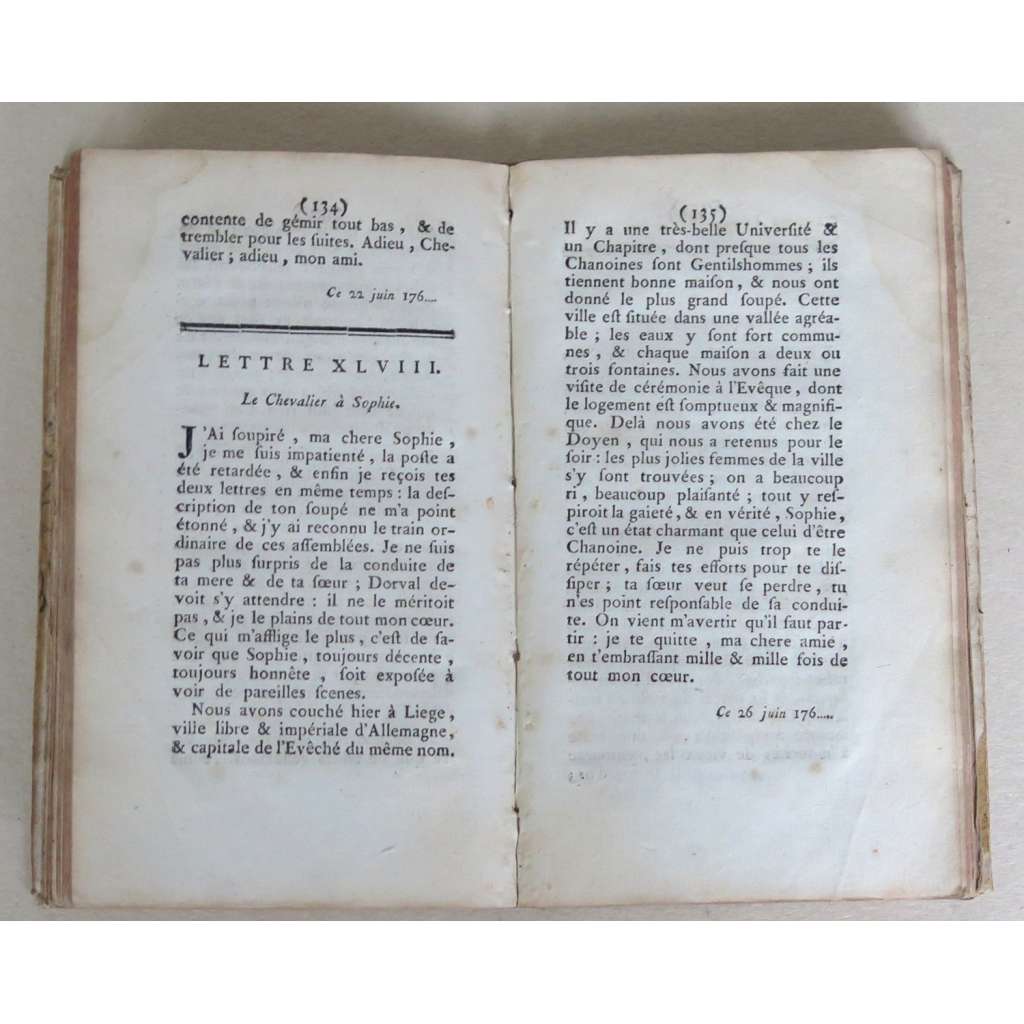 (134)
contente de gémir tout bas, & de
trembler pour les ſuites. Adieu, Che-
valier ; adieu, mon ami.
Ce 22 juin 176....
LETTRE XLVIII.
Le Chevalier à Sophie.
J'Ai ſoupiré, ma chere Sophie,
je me ſuis impatienté, la poſte a
été retardée, & enfin je reçois tes
deux lettres en même temps : la deſ-
cription de ton ſoupé ne m'a point
étonné, & j'y ai reconnu le train or-
dinaire de ces aſſemblées. Je ne ſuis
pas plus ſurpris de la conduite de
ta mere & de ta ſœur ; Dorval de-
voit s'y attendre : il ne le méritoit
pas, & je le plains de tout mon cœur.
Ce qui m'afflige le plus, c'eſt de ſa-
voir que Sophie, toujours décente,
toujours honnête, ſoit expoſée à
voir de pareilles ſcenes.
Nous avons couché hier à Liege,
ville libre & impériale d'Allemagne,
& capitale de l'Evêché du même nom.
(135)
Il y a une très-belle Univerſité &
un Chapitre, dont preſque tous les
Chanoines ſont Gentilshommes ; ils
tiennent bonne maiſon, & nous ont
donné le plus grand ſoupé. Cette
ville eſt ſituée dans une vallée agréa-
ble ; les eaux y ſont fort commu-
nes, & chaque maiſon a deux ou
trois fontaines. Nous avons fait une
viſite de cérémonie à l'Evêque, dont
le logement eſt ſomptueux & magnifi-
que. Delà nous avons été chez le
Doyen, qui nous a retenus pour le
ſoir : les plus jolies femmes de la ville
s'y ſont trouvées ; on a beaucoup
ri, beaucoup plaiſanté ; tout y reſ-
piroit la gaieté, & en vérité, Sophie,
c'eſt un état charmant que celui d'être
Chanoine. Je ne puis trop te le
répéter, fais tes efforts pour te diſ-
ſiper ; ta ſœur veut ſe perdre, tu
n'es point reſponſable de ſa condui-
te. On vient m'avertir qu'il faut par-
tir : je te quitte, ma chere amie,
en t'embraſſant mille & mille fois de
tout mon cœur.
Ce 26 juin 176.....